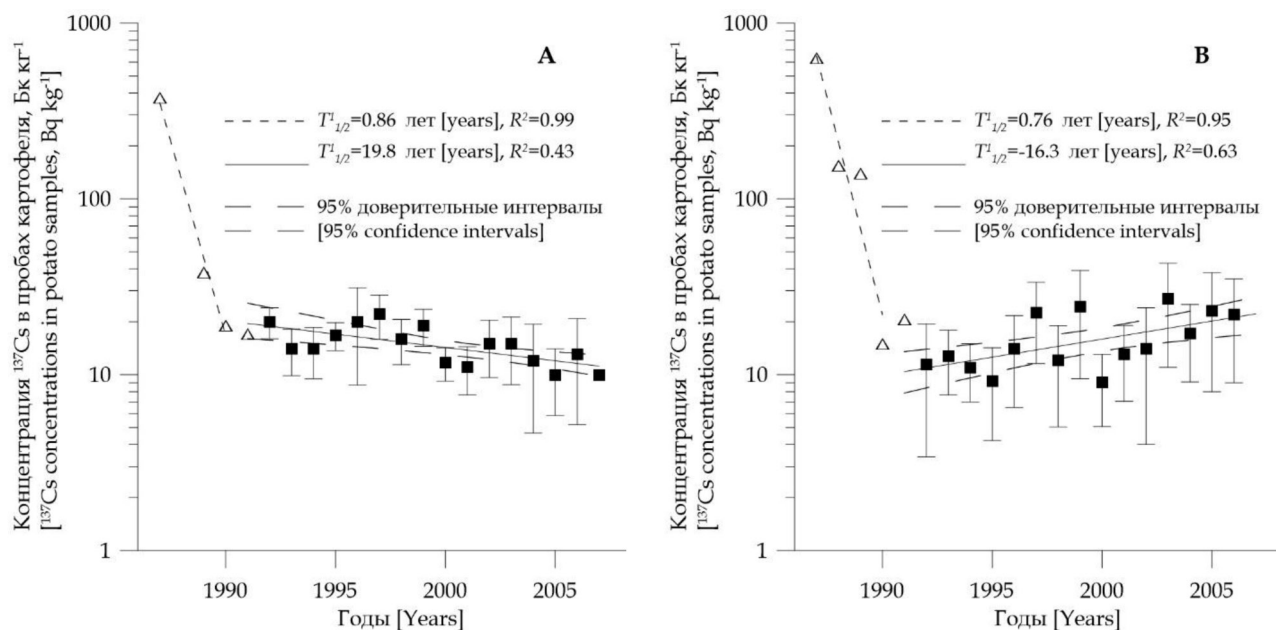 Концентрация ¹³⁷Cs в пробах картофеля, Бк кг⁻¹
[¹³⁷Cs concentrations in potato samples, Bq kg⁻¹]
1000
100
10
1
A
T¹₁/₂=0.86 лет [years], R²=0.99
T¹₁/₂=19.8 лет [years], R²=0.43
95% доверительные интервалы
[95% confidence intervals]
1990
1995
2000
2005
Годы [Years]
Концентрация ¹³⁷Cs в пробах картофеля, Бк кг⁻¹
[¹³⁷Cs concentrations in potato samples, Bq kg⁻¹]
1000
100
10
1
B
T¹₁/₂=0.76 лет [years], R²=0.95
T¹₁/₂=-16.3 лет [years], R²=0.63
95% доверительные интервалы
[95% confidence intervals]
1990
1995
2000
2005
Годы [Years]